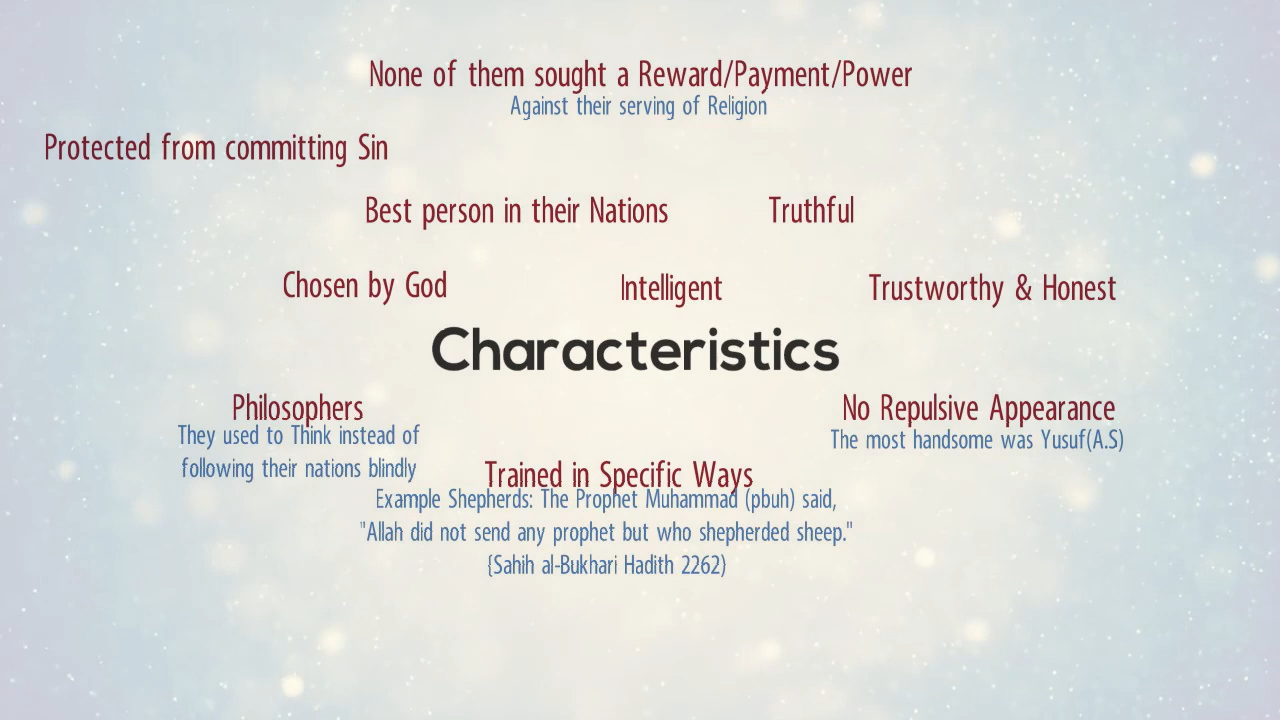 None of them sought a Reward/Payment/Power
Against their serving of Religion
Protected from committing Sin
Best person in their Nations
Truthful
Chosen by God
Intelligent
Trustworthy & Honest
Characteristics
Philosophers
They used to Think instead of
following their nations blindly
No Repulsive Appearance
The most handsome was Yusuf(A.S)
Trained in Specific Ways
Example Shepherds: The Prophet Muhammad (pbuh) said,
"Allah did not send any prophet but who shepherded sheep."
{Sahih al-Bukhari Hadith 2262)